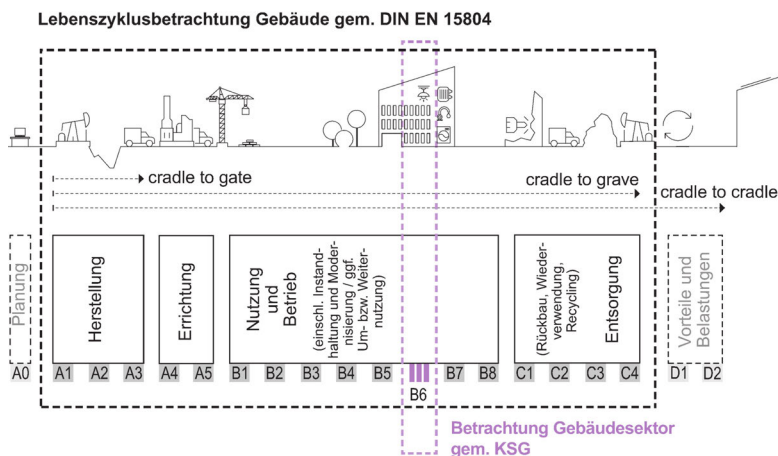 Lebenszyklusbetrachtung Gebäude gem. DIN EN 15804
cradle to gate
cradle to grave
cradle to cradle
Planung
Herstellung
Errichtung
Nutzung
und
Betrieb
(einschl. Instand-
haltung und Moder-
nisierung / ggf.
Um- bzw. Weiter-
nutzung)
(Rückbau, Wieder-
verwendung,
Recycling)
Entsorgung
Vorteile und
Belastungen
A0 A1 A2 A3 A4 A5 B1 B2 B3 B4 B5 B7 B8 C1 C2 C3 C4 D1 D2
B6
Betrachtung Gebäudesektor
gem. KSG